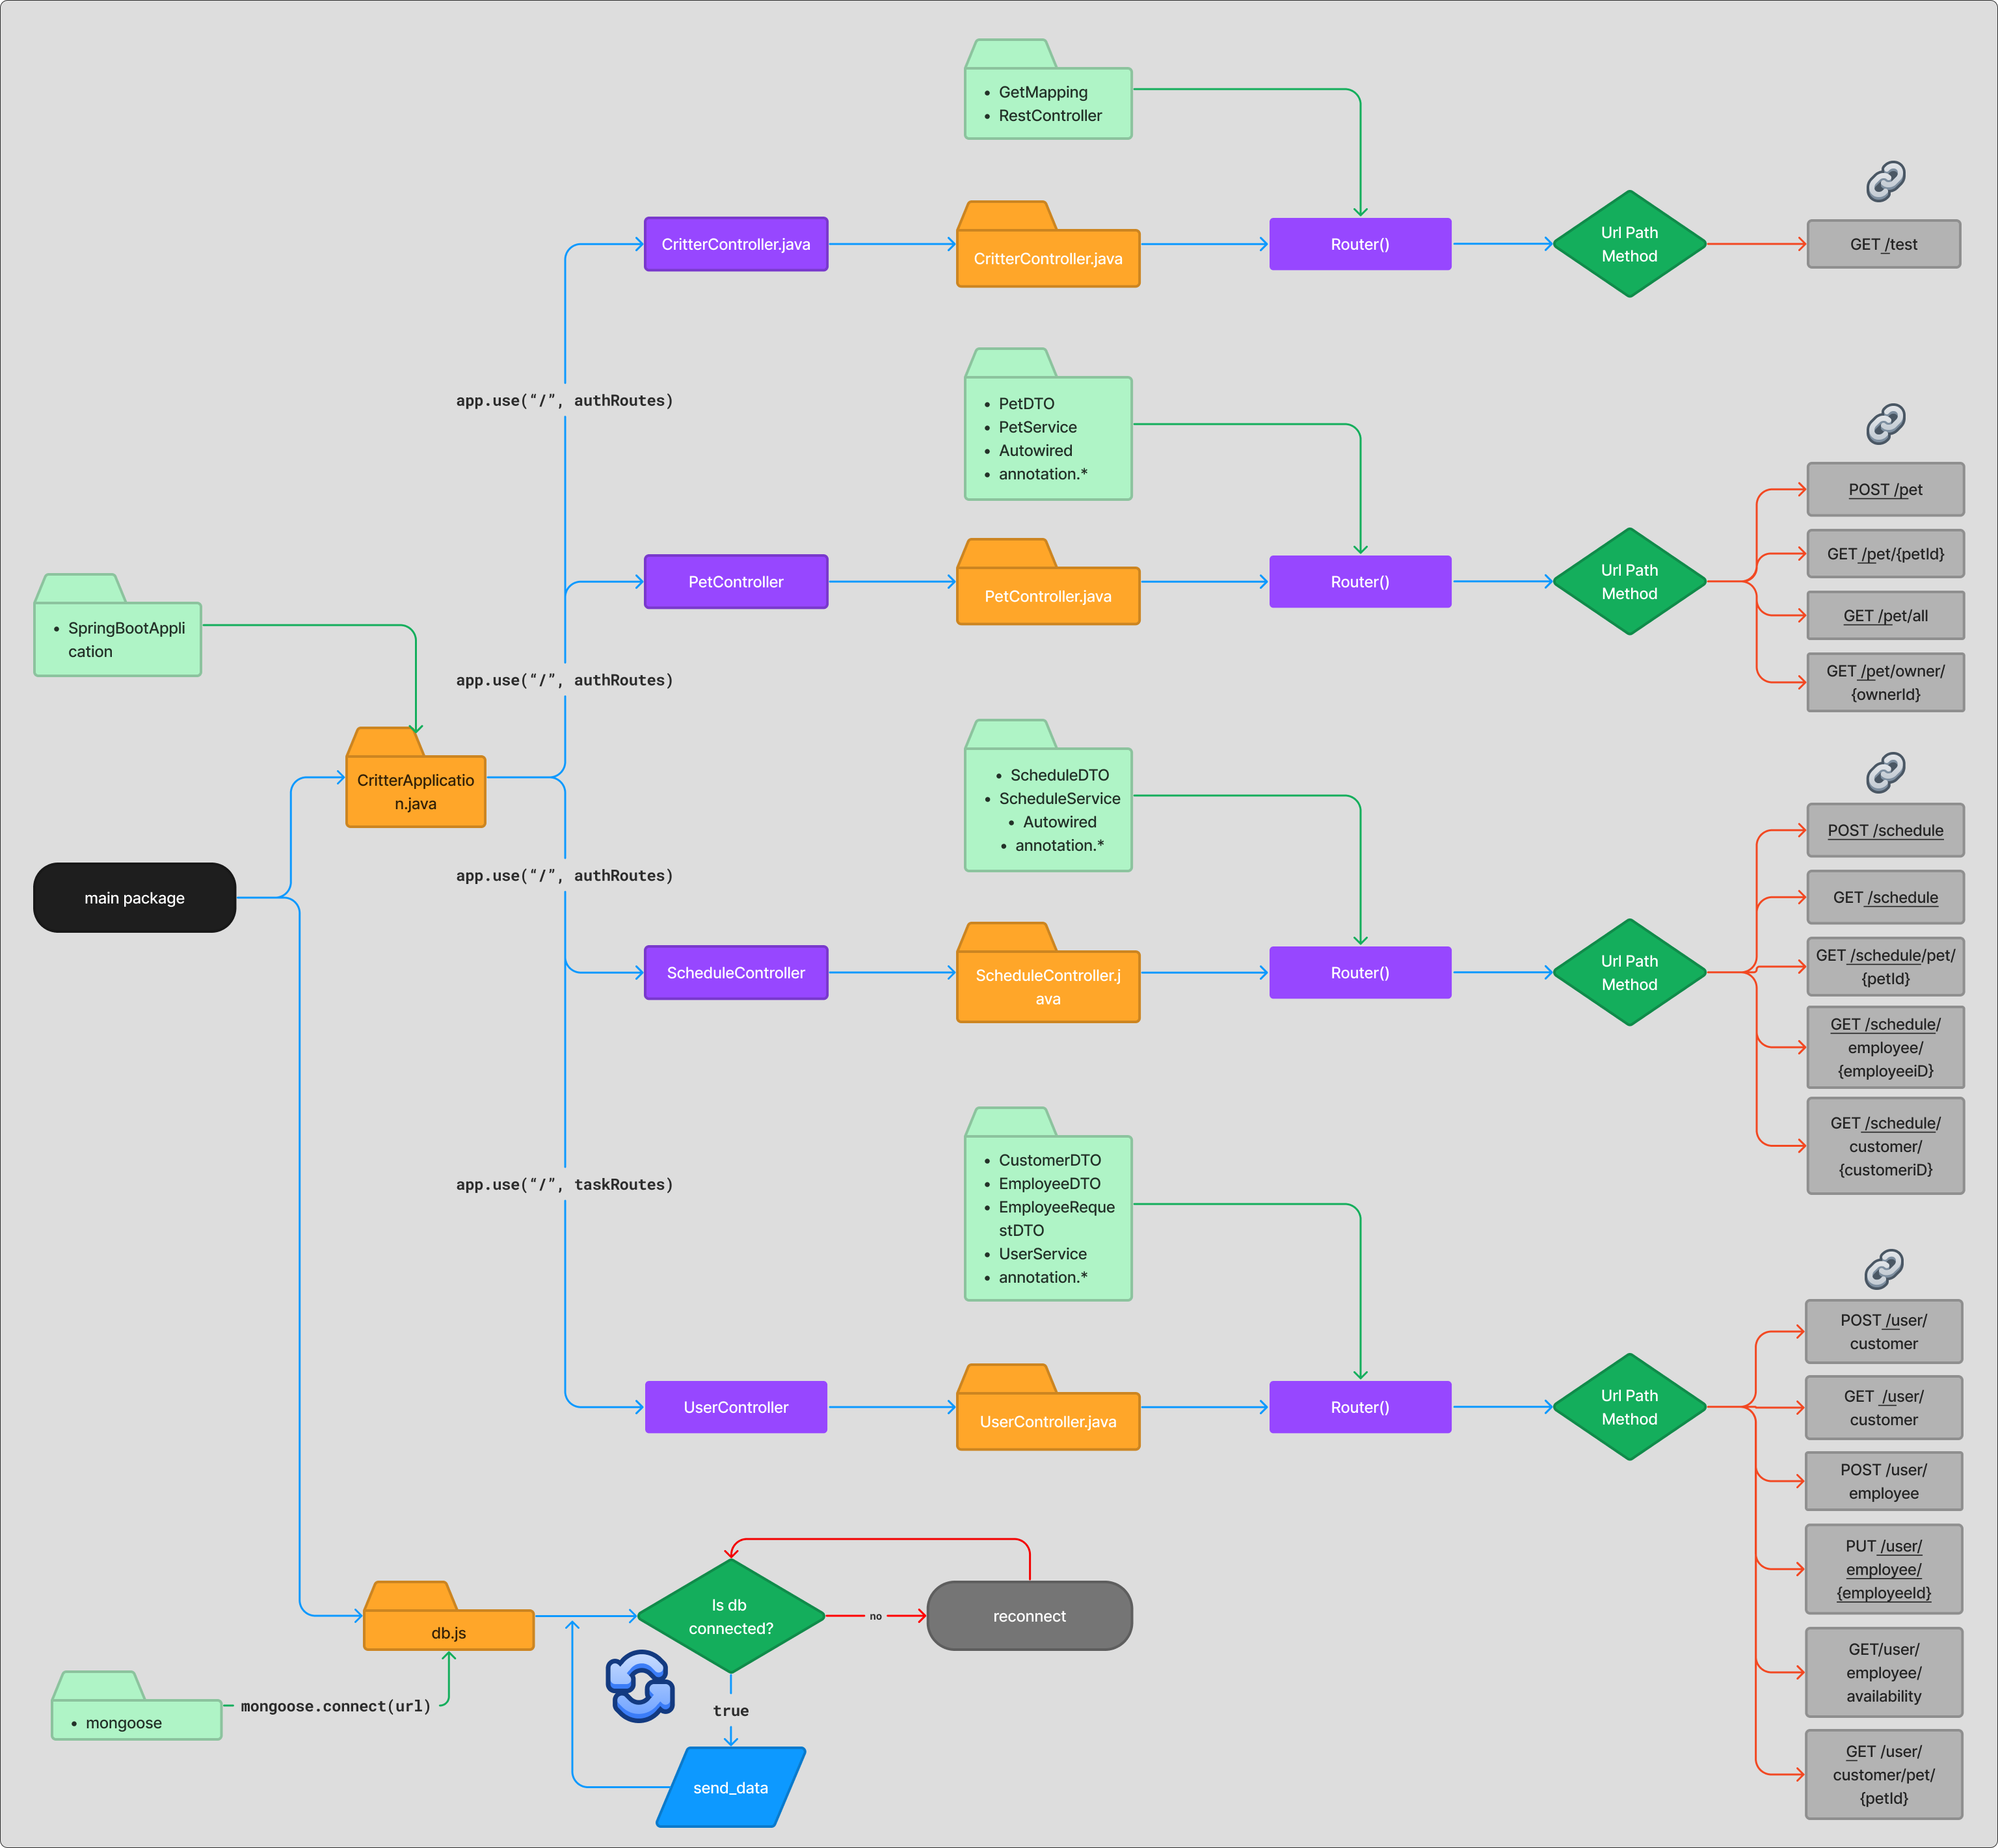 GetMapping
RestController
CritterController.java
CritterController.java
Router()
Url Path
Method
GET /test
app.use(“/”, authRoutes)
PetDTO
PetService
Autowired
annotation.*
PetController
PetController.java
Router()
Url Path
Method
POST /pet
GET /pet/{petId}
GET /pet/all
GET /pet/owner/
{ownerId}
SpringBootAppli
cation
app.use(“/”, authRoutes)
CritterApplicatio
n.java
main package
app.use(“/”, authRoutes)
ScheduleDTO
ScheduleService
Autowired
annotation.*
ScheduleController
ScheduleController.j
ava
Router()
Url Path
Method
POST /schedule
GET /schedule
GET /schedule/pet/
{petId}
GET /schedule/
employee/
{employeeiD}
GET /schedule/
customer/
{customeriD}
app.use(“/”, taskRoutes)
CustomerDTO
EmployeeDTO
EmployeeReque
stDTO
UserService
annotation.*
UserController
UserController.java
Router()
Url Path
Method
POST /user/
customer
GET /user/
customer
POST /user/
employee
PUT /user/
employee/
{employeeId}
GET/user/
employee/
availability
GET /user/
customer/pet/
{petId}
db.js
Is db
connected?
no
reconnect
mongoose
mongoose.connect(url)
true
send_data